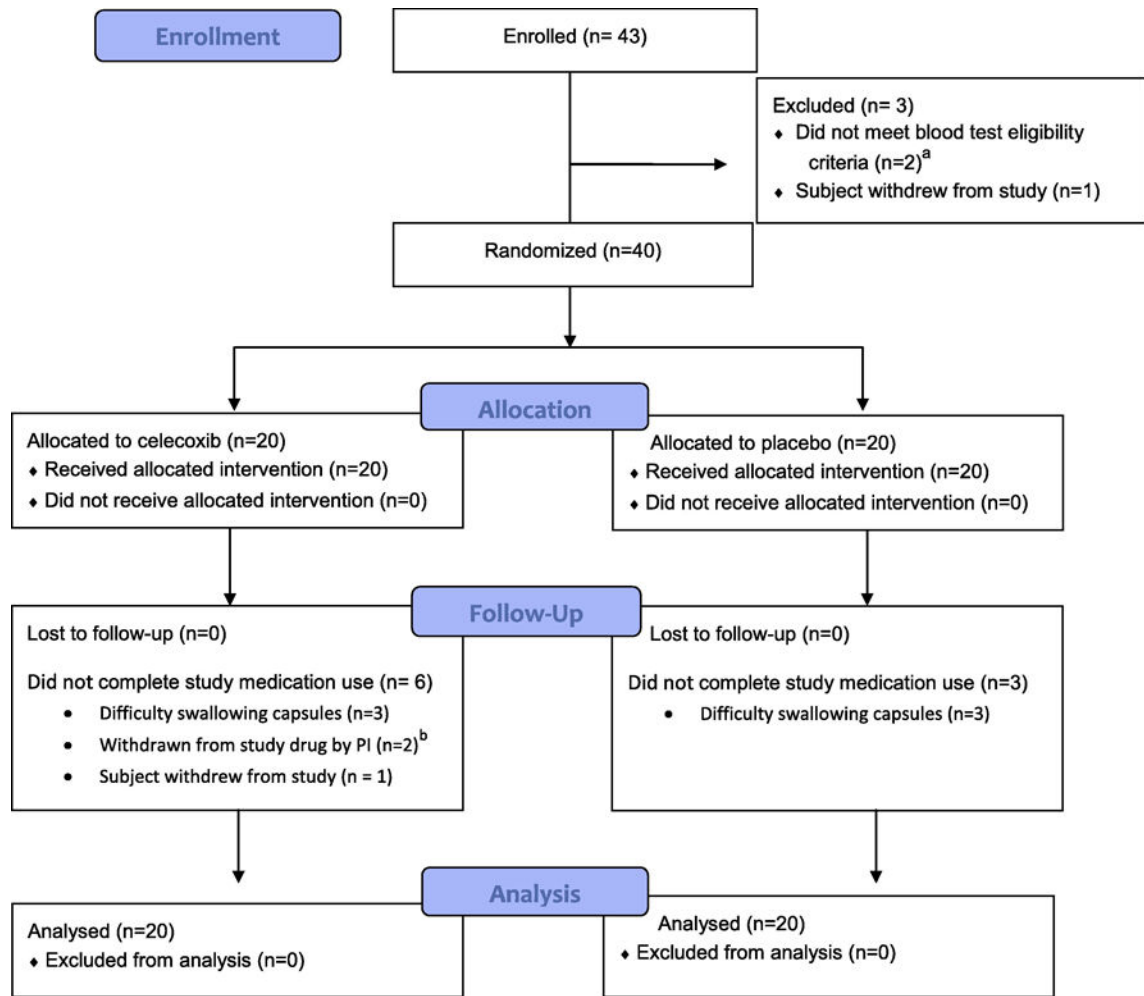 Enrollment
Enrolled (n= 43)
Excluded (n= 3)
♦ Did not meet blood test eligibility
criteria (n=2)a
♦ Subject withdrew from study (n=1)
Randomized (n=40)
Allocation
Allocated to celecoxib (n=20)
♦ Received allocated intervention (n=20)
♦ Did not receive allocated intervention (n=0)
Allocated to placebo (n=20)
♦ Received allocated intervention (n=20)
♦ Did not receive allocated intervention (n=0)
Follow-Up
Lost to follow-up (n=0)
Did not complete study medication use (n= 6)
• Difficulty swallowing capsules (n=3)
• Withdrawn from study drug by PI (n=2)b
• Subject withdrew from study (n = 1)
Lost to follow-up (n=0)
Did not complete study medication use (n=3)
• Difficulty swallowing capsules (n=3)
Analysis
Analysed (n=20)
♦ Excluded from analysis (n=0)
Analysed (n=20)
♦ Excluded from analysis (n=0)